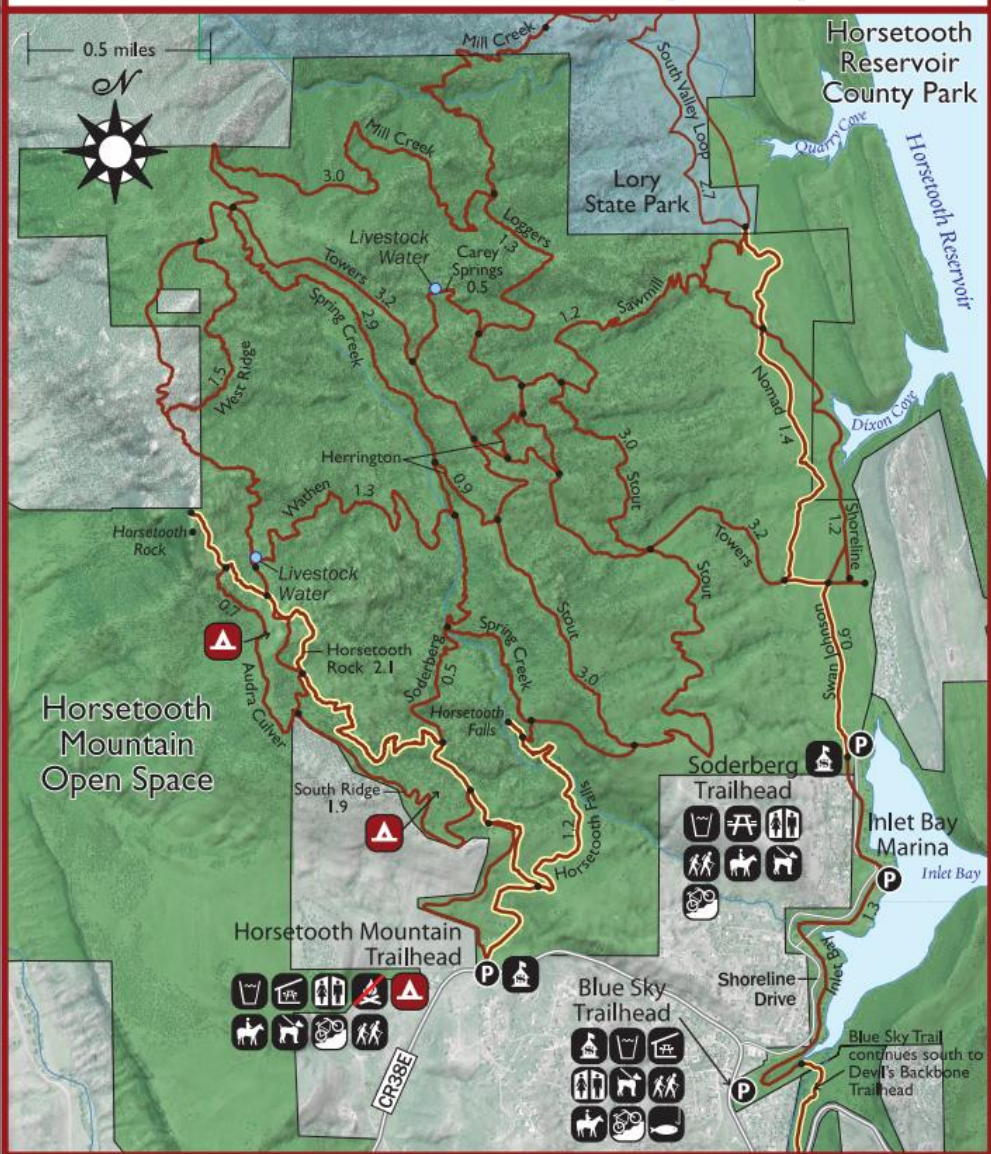 0.5 miles
N
Mill Creek
Horsetooth
Reservoir
County Park
South Valley Loop
2.7
Quarry Cove
Horsetooth Reservoir
Mill Creek
3.0
Lory
State Park
Loggers
1.3
Livestock
Water
Carey
Springs
0.5
Towers
3.2
2.9
Spring Creek
Sawmill
1.2
West Ridge
1.5
Nomad
1.4
Dixon Cove
Herrington
0.9
3.0
Stout
Wathen
1.3
Horsetooth
Rock
Towers
3.2
Shoreline
1.2
Livestock
Water
0.7
Stout
Stout
3.0
Spring Creek
Soderberg
0.5
Horsetooth
Rock 2.1
Audra Culver
Swan Johnson
0.6
Horsetooth
Falls
Horsetooth
Mountain
Open Space
South Ridge
1.9
Horsetooth Falls
1.2
Soderberg
Trailhead
P
Inlet Bay
Marina
Inlet Bay
P
1.3
Inlet Bay
Horsetooth Mountain
Trailhead
P
Shoreline
Drive
Blue Sky
Trailhead
P
CR38E
Blue Sky Trail
continues south to
Devil's Backbone
Trailhead